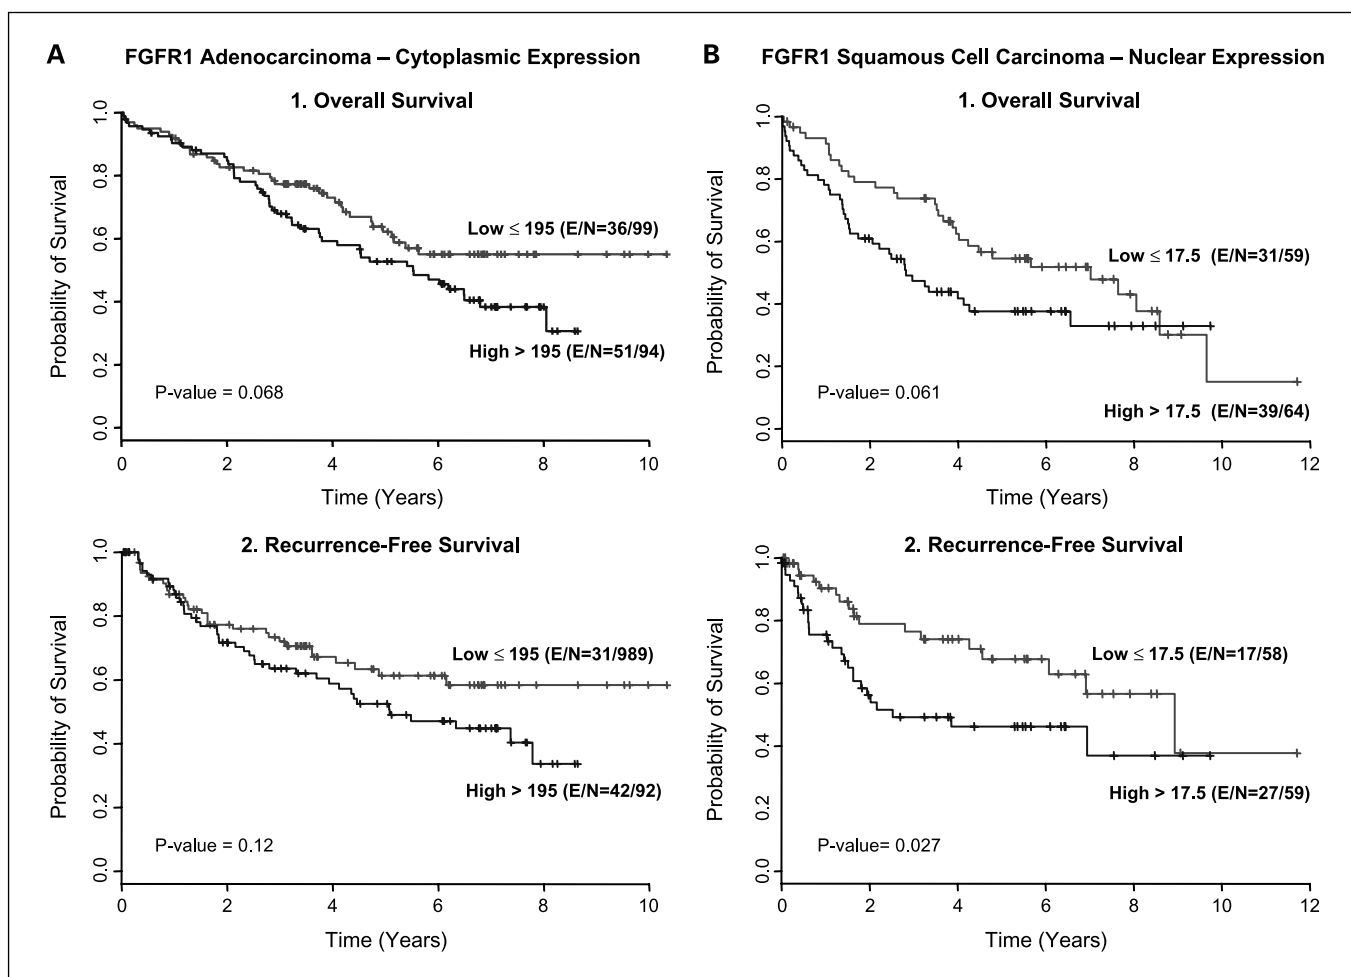 A FGFR1 Adenocarcinoma – Cytoplasmic Expression
1. Overall Survival
Probability of Survival
1.0
0.8
0.6
0.4
0.2
0.0
Low ≤ 195 (E/N=36/99)
High > 195 (E/N=51/94)
P-value = 0.068
0 2 4 6 8 10
Time (Years)
2. Recurrence-Free Survival
Probability of Survival
1.0
0.8
0.6
0.4
0.2
0.0
Low ≤ 195 (E/N=31/989)
High > 195 (E/N=42/92)
P-value = 0.12
0 2 4 6 8 10
Time (Years)
B FGFR1 Squamous Cell Carcinoma – Nuclear Expression
1. Overall Survival
Probability of Survival
1.0
0.8
0.6
0.4
0.2
0.0
Low ≤ 17.5 (E/N=31/59)
P-value = 0.061
High > 17.5 (E/N=39/64)
0 2 4 6 8 10 12
Time (Years)
2. Recurrence-Free Survival
Probability of Survival
1.0
0.8
0.6
0.4
0.2
0.0
Low ≤ 17.5 (E/N=17/58)
High > 17.5 (E/N=27/59)
P-value= 0.027
0 2 4 6 8 10 12
Time (Years)